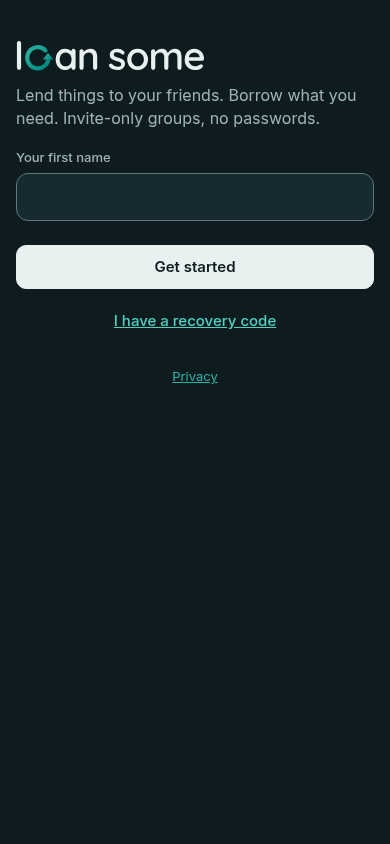 loan some
Lend things to your friends. Borrow what you
need. Invite-only groups, no passwords.
Your first name
Get started
I have a recovery code
Privacy